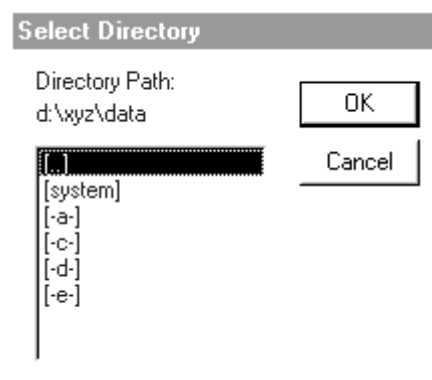 Select Directory
Directory Path:
d:\xyz\data
OK
Cancel
[..]
[system]
[-a-]
[-c-]
[-d-]
[-e-]